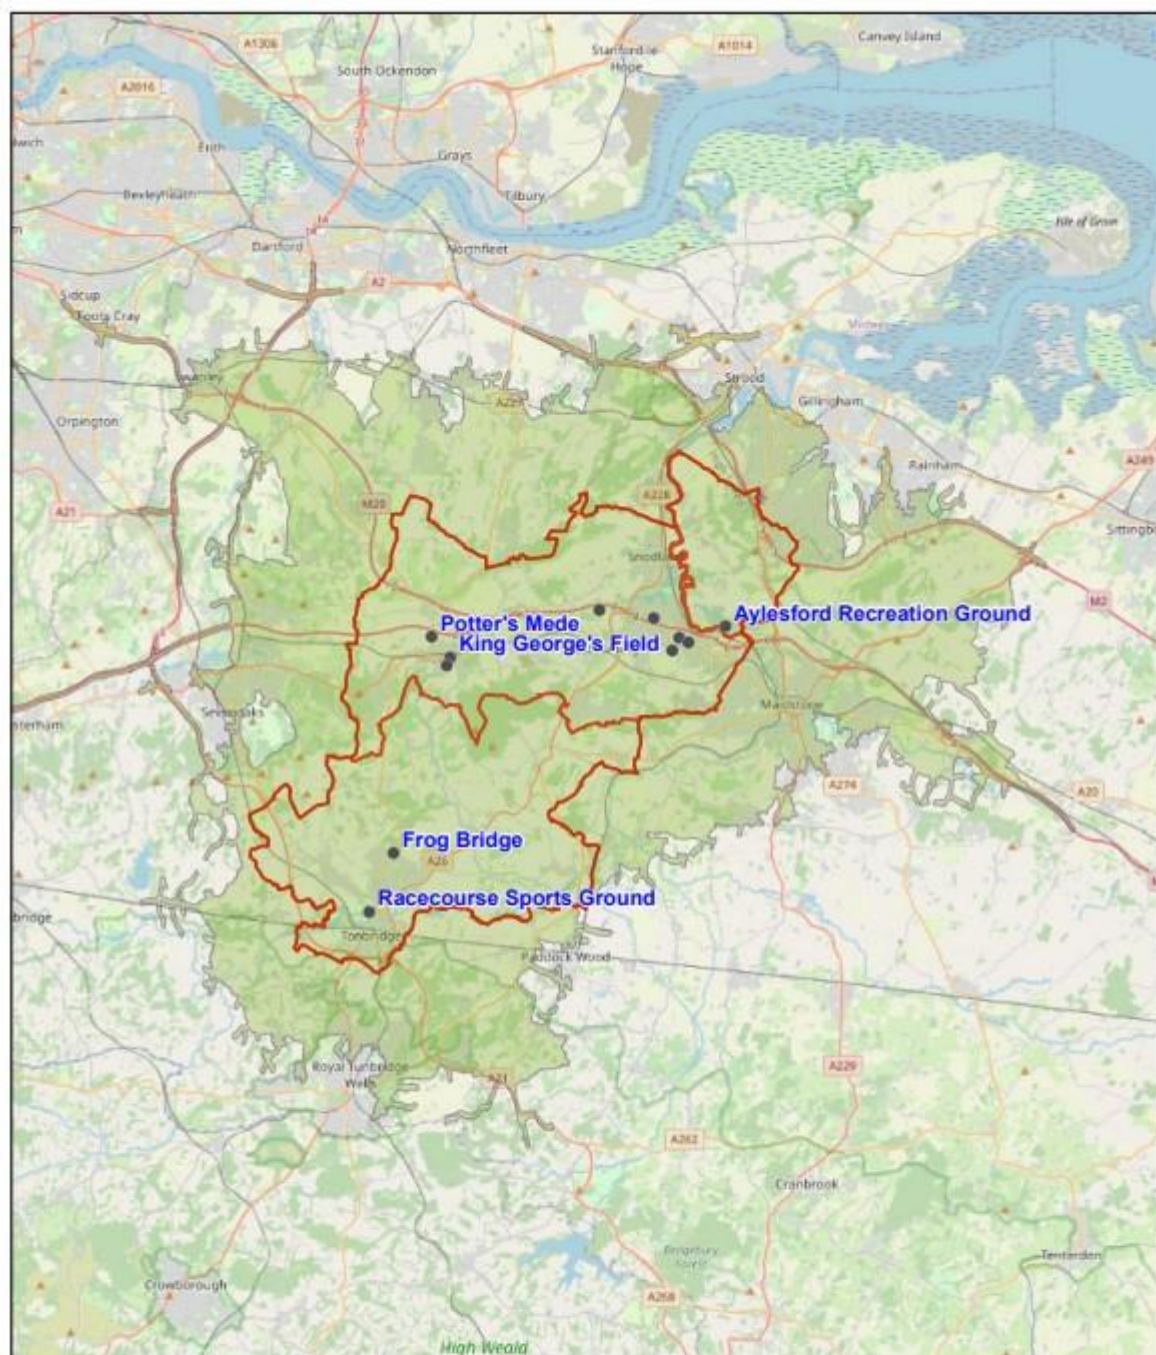 Canvey Island
A1306
Stanford-le
Hope
A1014
South Ockendon
A2016
Erith
Grays
Bexleyheath
Tilbury
Isle of Grain
Dartford
Northfleet
A2
Sidcup
Foots Cray
Strood
Gillingham
Orpington
A249
Rainham
A228
M20
A21
Sittingb
M2
Aylesford Recreation Ground
Potter's Mede
King George's Field
Sevenoaks
Maidstone
A274
A20
Frog Bridge
A26
Racecourse Sports Ground
Tonbridge
Paddock Wood
A229
Royal Tunbridge
Wells
A21
A262
Cranbrook
Tenterden
Crowborough
A268
High Weald